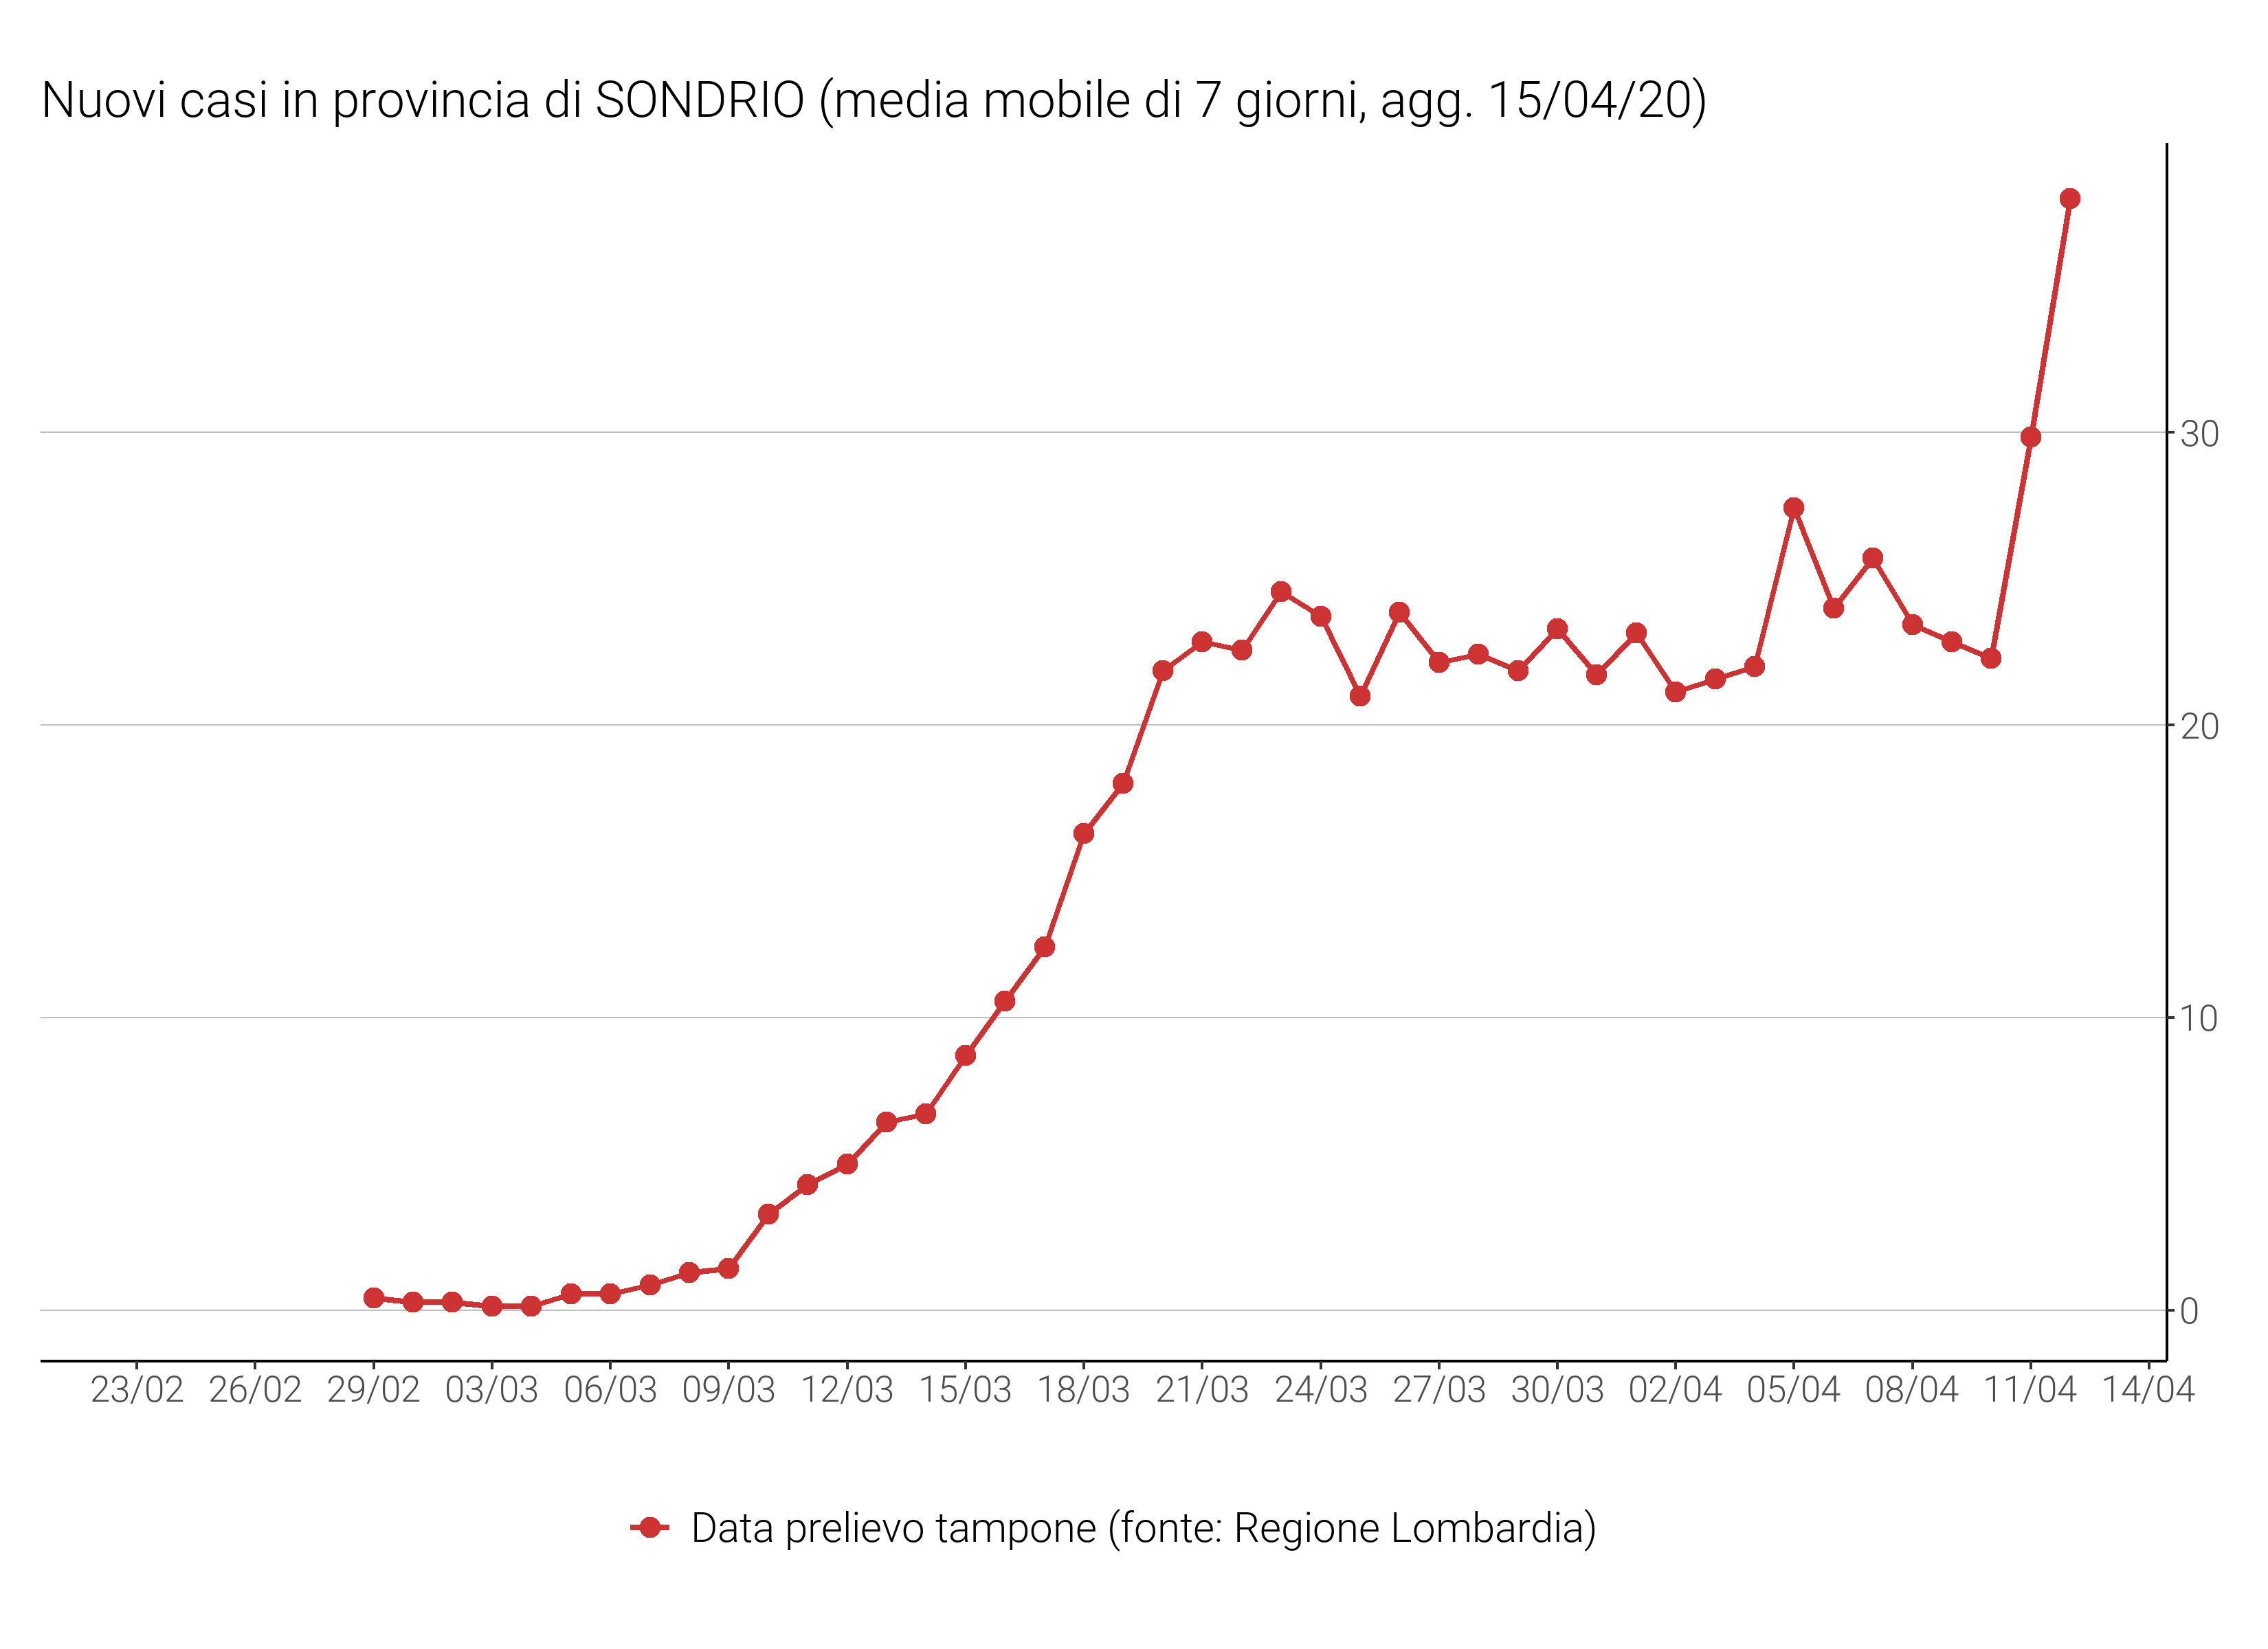 Nuovi casi in provincia di SONDRIO (media mobile di 7 giorni, agg. 15/04/20)
30
20
10
0
23/02 26/02 29/02 03/03 06/03 09/03 12/03 15/03 18/03 21/03 24/03 27/03 30/03 02/04 05/04 08/04 11/04 14/04
Data prelievo tampone (fonte: Regione Lombardia)